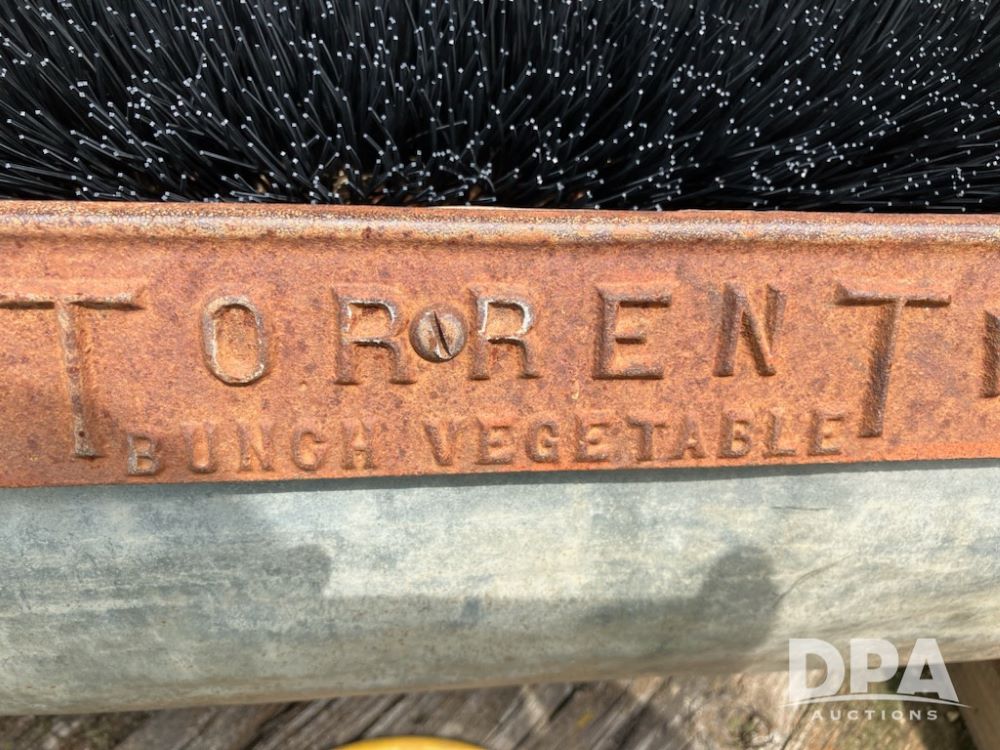 TORRENT
BUNCH VEGETABLE
DPA
AUCTIONS